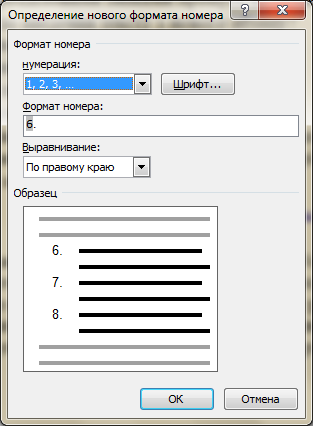 Определение нового формата номера
Формат номера
нумерация:
1, 2, 3, ...
Шрифт...
Формат номера:
6.
Выравнивание:
По правому краю
Образец
6.
7.
8.
ОК
Отмена